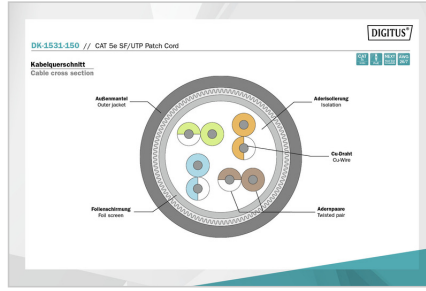 DIGITUS®
DK-1531-150 // CAT 5e SF/UTP Patch Cord
Kabelquerschnitt
Cable cross section
Außenmantel
Outer jacket
Aderisolierung
Isolation
Cu-Draht
Cu-Wire
Folienschirmung
Foil screen
Adernpaare
Twisted pair